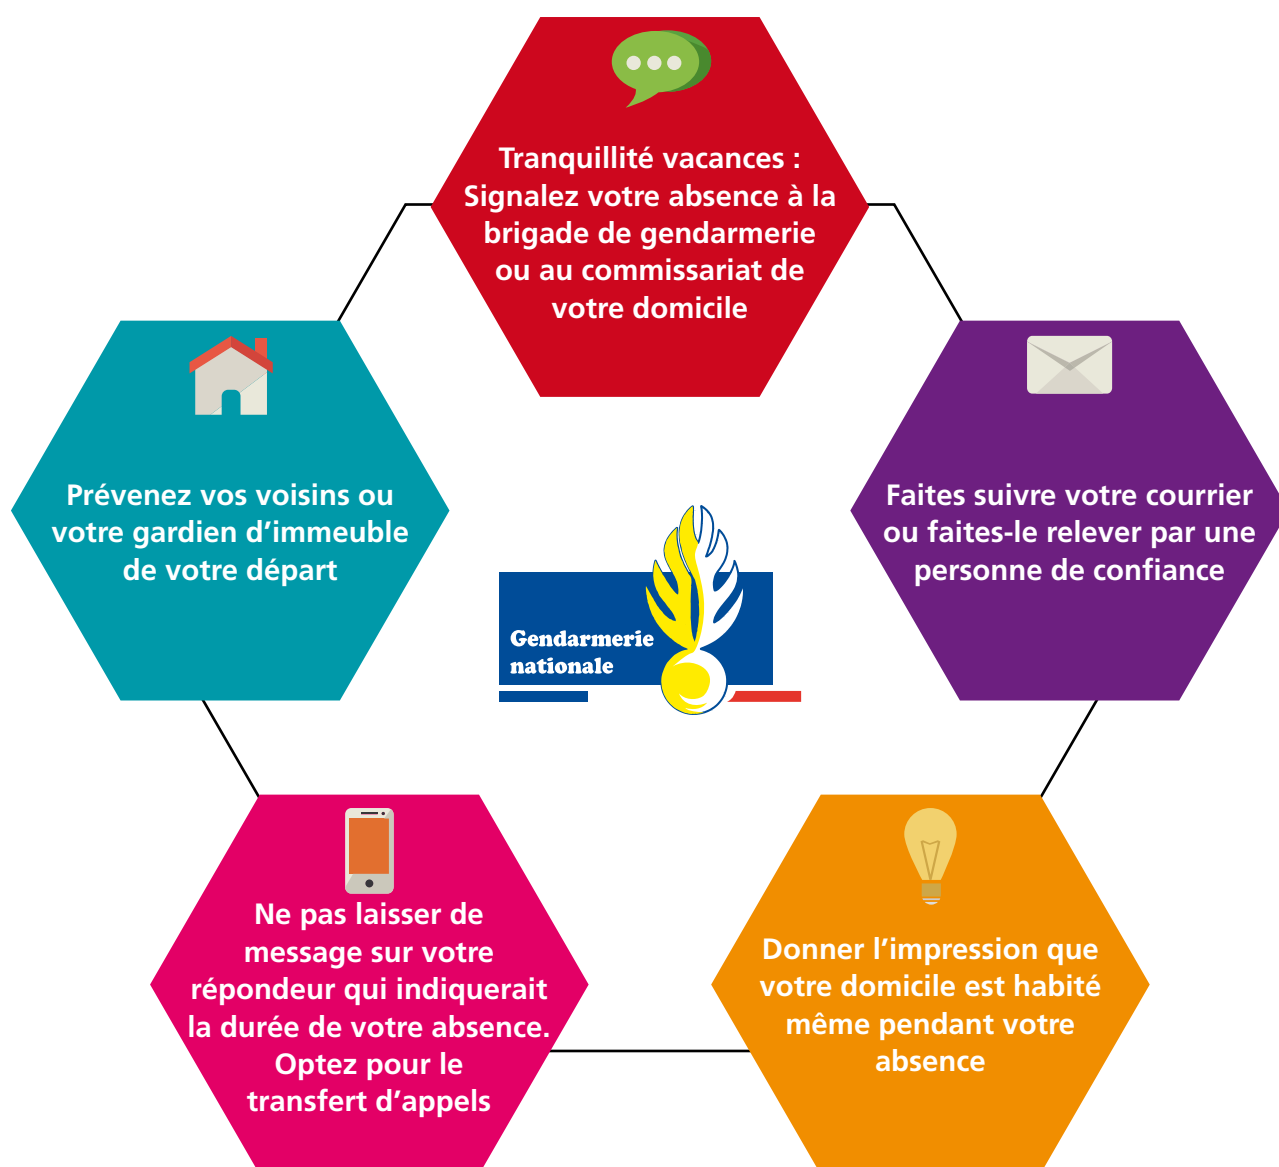 Tranquillité vacances :
Signalez votre absence à la
brigade de gendarmerie
ou au commissariat de
votre domicile
Prévenez vos voisins ou
votre gardien d’immeuble
de votre départ
Faites suivre votre courrier
ou faites-le relever par une
personne de confiance
Gendarmerie
nationale
Ne pas laisser de
message sur votre
répondeur qui indiquerait
la durée de votre absence.
Optez pour le
transfert d’appels
Donner l’impression que
votre domicile est habité
même pendant votre
absence